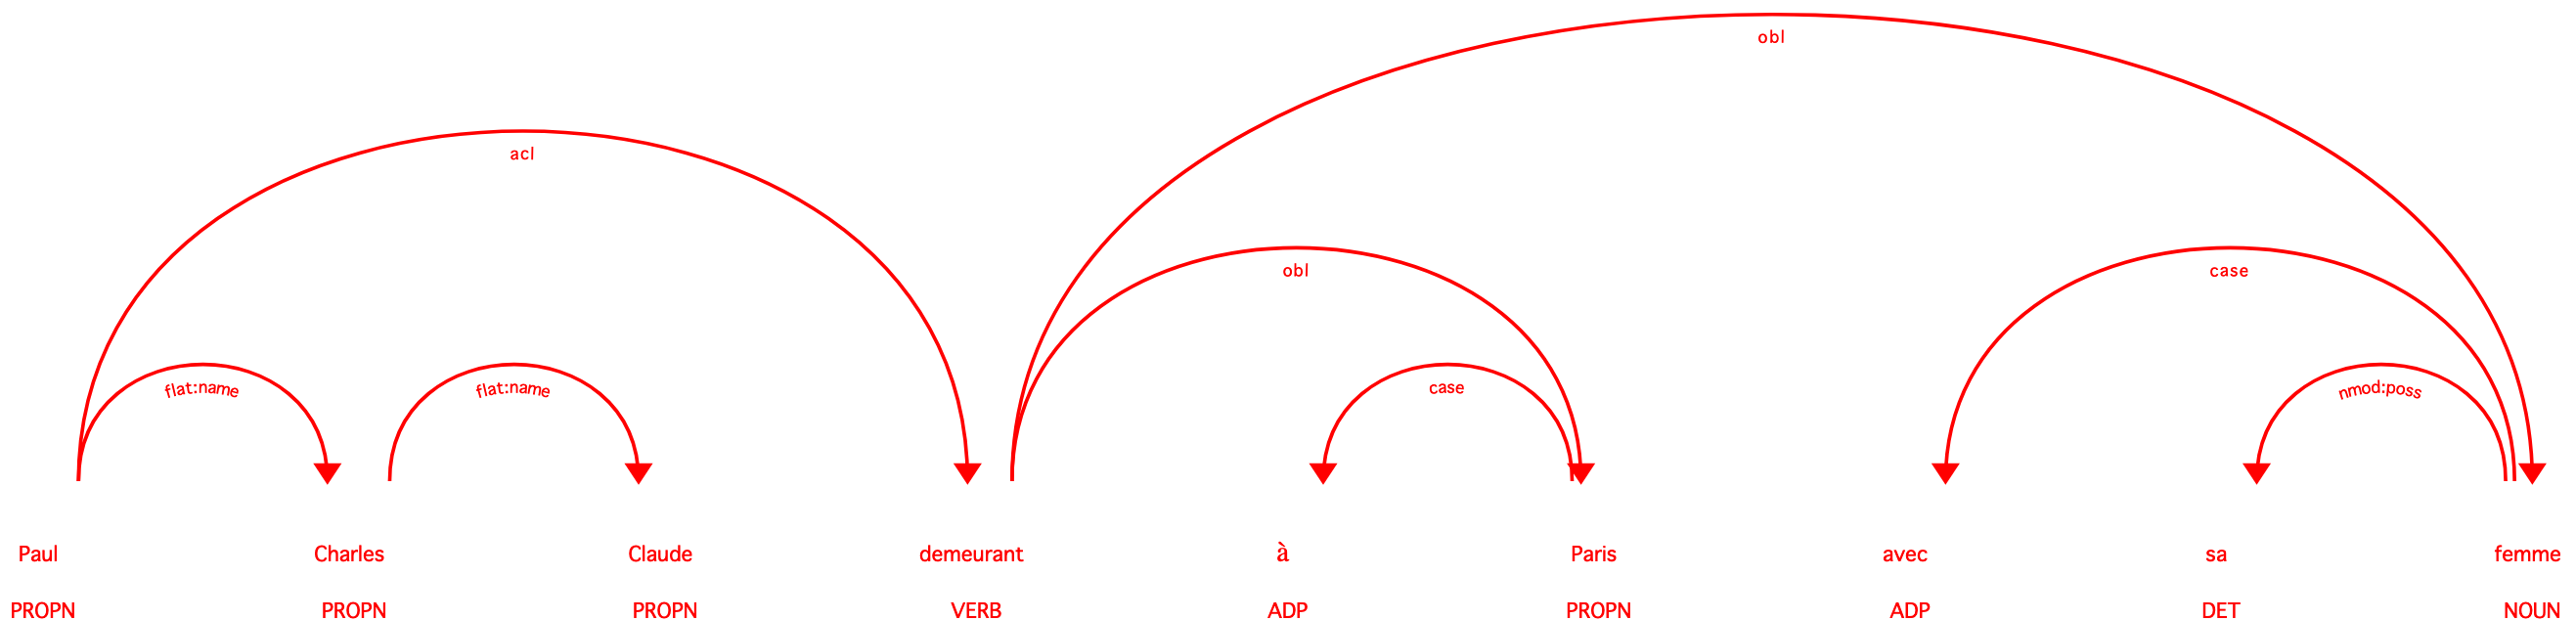 obl
acl
obl case
flat:name flat:name case nmod:poss
Paul Charles Claude demeurant à Paris avec sa femme
PROPN PROPN PROPN VERB ADP PROPN ADP DET NOUN